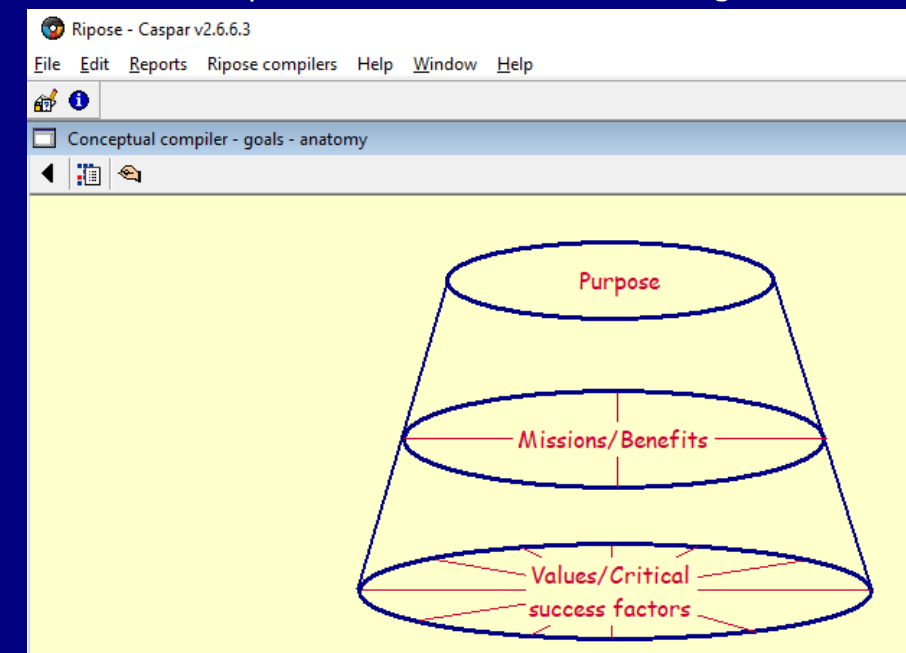 Ripose - Caspar v2.6.6.3
File Edit Reports Ripose compilers Help Window Help
Conceptual compiler - goals - anatomy
Purpose
Missions/Benefits
Values/Critical
success factors